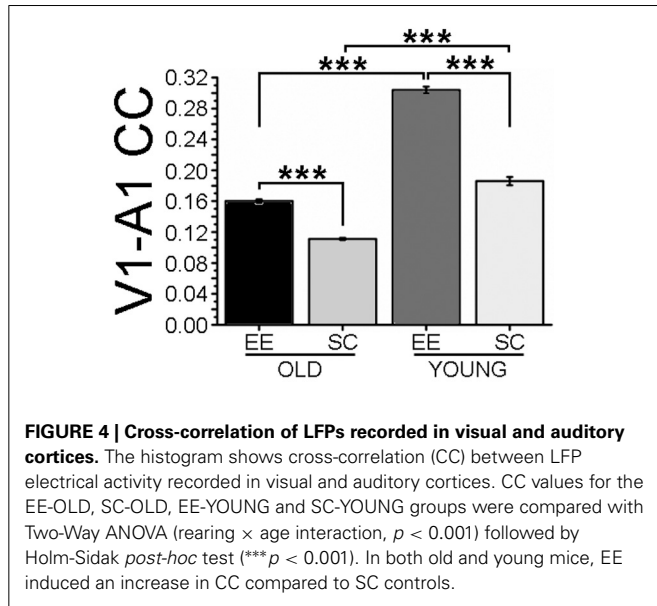 ***
*** ***
***
V1-A1 CC
0.32
0.28
0.24
0.20
0.16
0.12
0.08
0.04
0.00
EE SC EE SC
OLD YOUNG
FIGURE 4 | Cross-correlation of LFPs recorded in visual and auditory
cortices. The histogram shows cross-correlation (CC) between LFP
electrical activity recorded in visual and auditory cortices. CC values for the
EE-OLD, SC-OLD, EE-YOUNG and SC-YOUNG groups were compared with
Two-Way ANOVA (rearing × age interaction, p < 0.001) followed by
Holm-Sidak post-hoc test (***p < 0.001). In both old and young mice, EE
induced an increase in CC compared to SC controls.